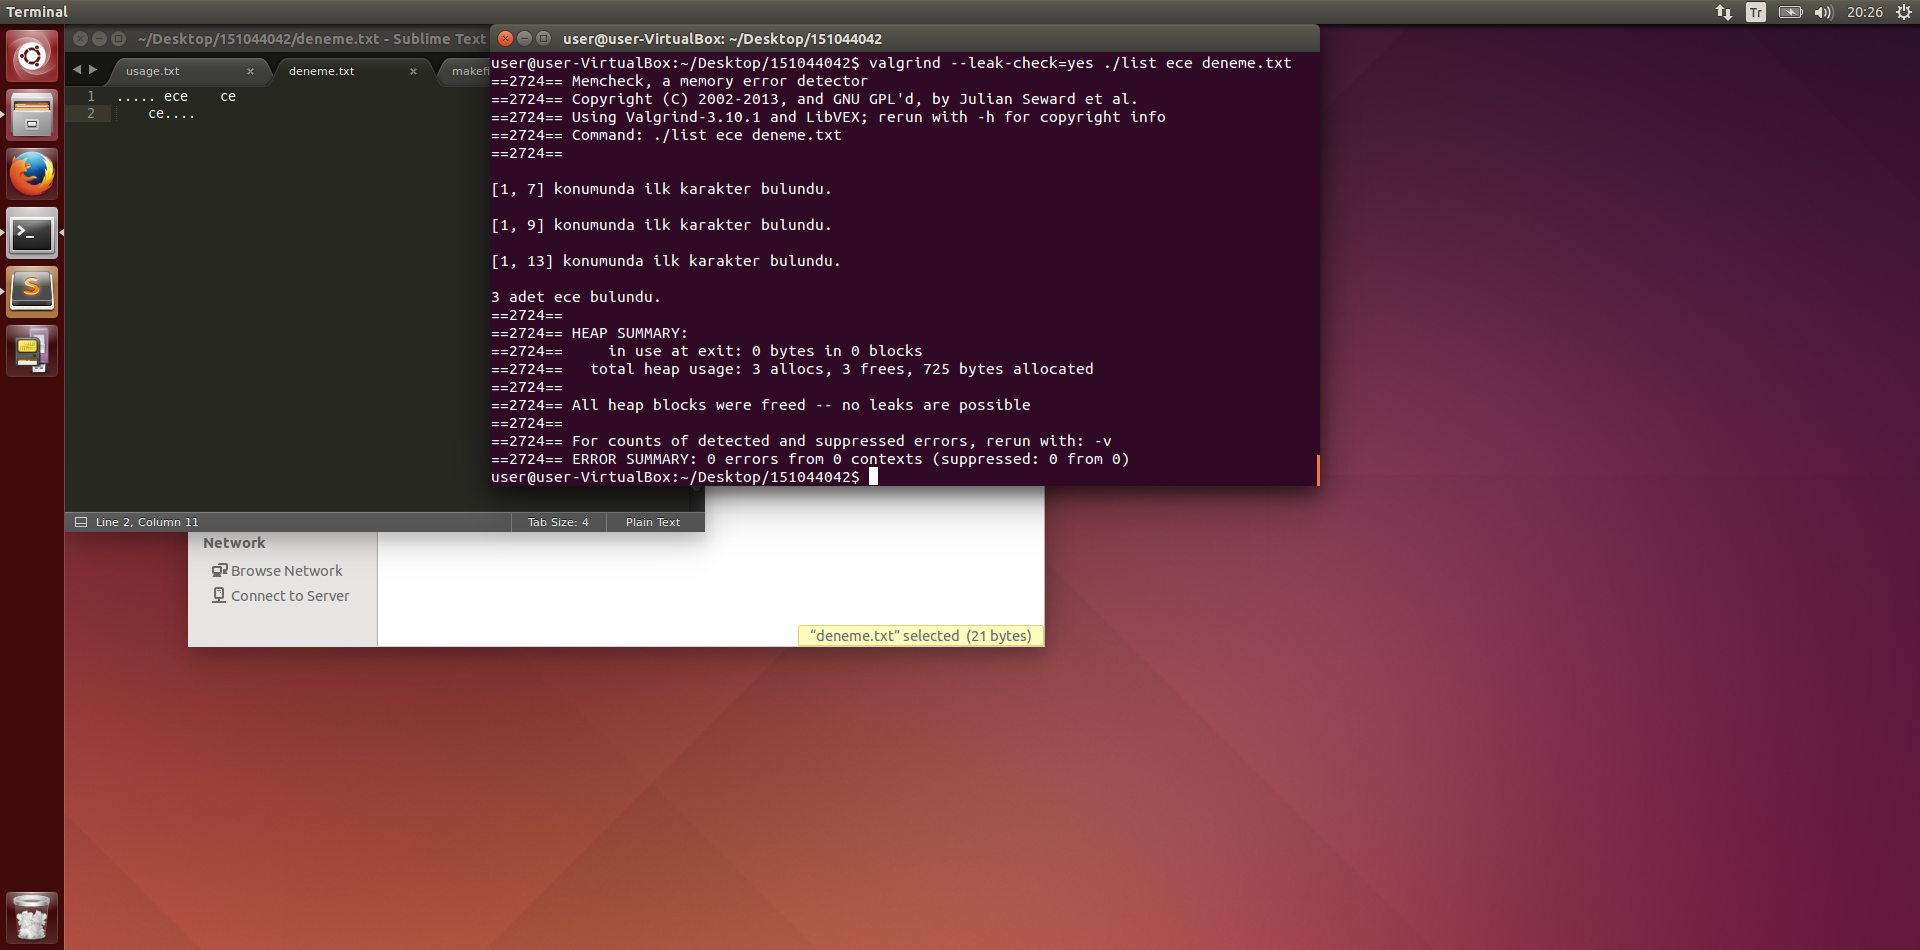 Terminal
Tr
20:26
~/Desktop/151044042/deneme.txt - Sublime Text
usage.txt
deneme.txt
makefi
1 ..... ece    ce
2     ce....
Line 2, Column 11
Tab Size: 4
Plain Text
user@user-VirtualBox: ~/Desktop/151044042
user@user-VirtualBox:~/Desktop/151044042$ valgrind --leak-check=yes ./list ece deneme.txt
==2724== Memcheck, a memory error detector
==2724== Copyright (C) 2002-2013, and GNU GPL'd, by Julian Seward et al.
==2724== Using Valgrind-3.10.1 and LibVEX; rerun with -h for copyright info
==2724== Command: ./list ece deneme.txt
==2724==
[1, 7] konumunda ilk karakter bulundu.
[1, 9] konumunda ilk karakter bulundu.
[1, 13] konumunda ilk karakter bulundu.
3 adet ece bulundu.
==2724==
==2724== HEAP SUMMARY:
==2724==     in use at exit: 0 bytes in 0 blocks
==2724==   total heap usage: 3 allocs, 3 frees, 725 bytes allocated
==2724==
==2724== All heap blocks were freed -- no leaks are possible
==2724==
==2724== For counts of detected and suppressed errors, rerun with: -v
==2724== ERROR SUMMARY: 0 errors from 0 contexts (suppressed: 0 from 0)
user@user-VirtualBox:~/Desktop/151044042$
Network
Browse Network
Connect to Server
“deneme.txt” selected (21 bytes)